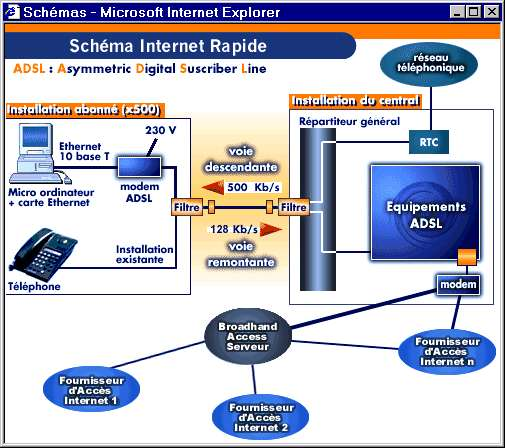 Schémas - Microsoft Internet Explorer
Schéma Internet Rapide
ADSL : Asymmetric Digital Suscriber Line
réseau
téléphonique
Installation abonné (x500)
Installation du central
230 V
Ethernet
10 base T
Micro ordinateur
+ carte Ethernet
modem
ADSL
voie
descendante
500 Kb/s
Répartiteur général
RTC
Filtre
Filtre
Equipements
ADSL
128 Kb/s
voie
remontante
Installation
existante
Téléphone
modem
Broadhand
Access
Serveur
Fournisseur
d'Accès
Internet n
Fournisseur
d'Accès
Internet 1
Fournisseur
d'Accès
Internet 2